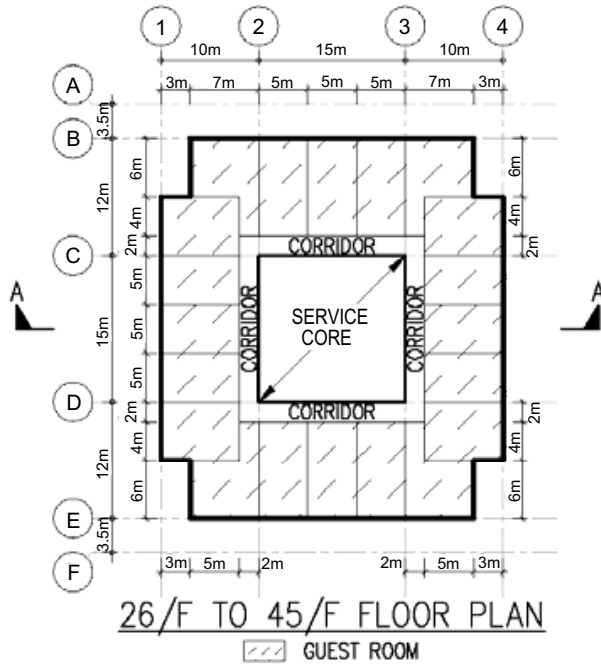 1 2 3 4
10m 15m 10m
3m 7m 5m 5m 5m 7m 3m
A
3.5m
B
6m 6m
12m
4m 4m
CORRIDOR
2m 2m
C
5m
A A
CORRIDOR SERVICE CORE CORRIDOR
15m 5m
5m
D
2m CORRIDOR 2m
4m 4m
12m
6m 6m
E
3.5m
F
3m 5m 2m 2m 5m 3m
26/F TO 45/F FLOOR PLAN
GUEST ROOM